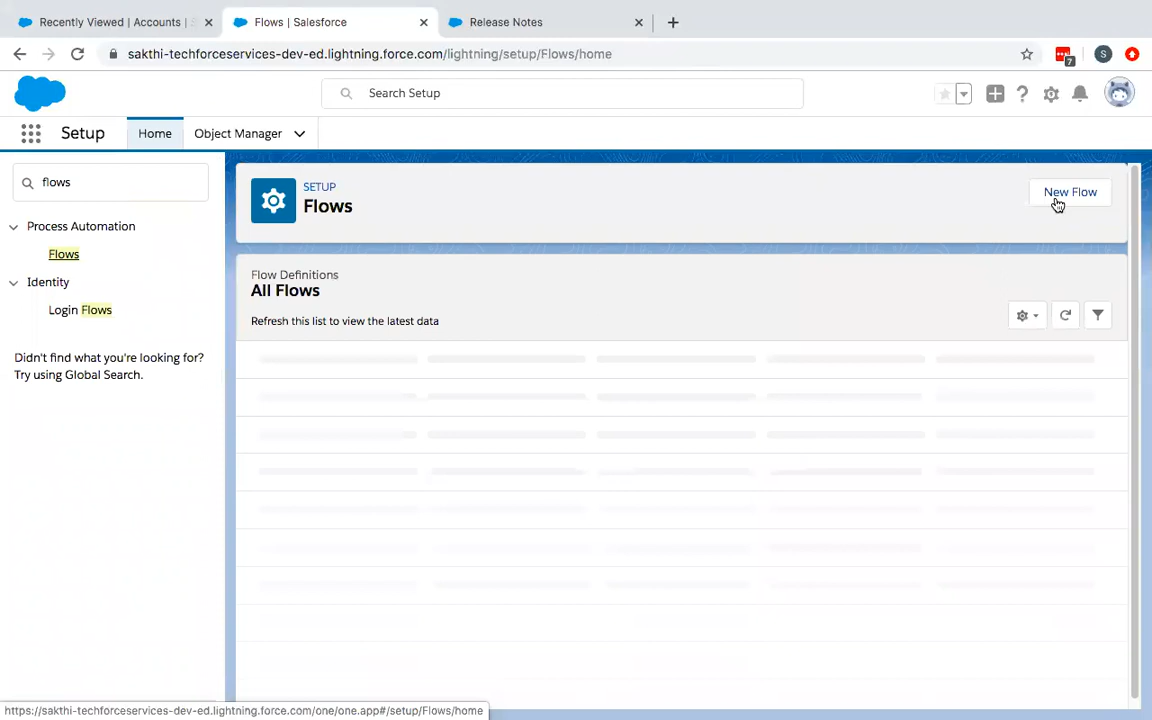 Recently Viewed | Accounts | S
Flows | Salesforce
Release Notes
sakthi-techforceservices-dev-ed.lightning.force.com/lightning/setup/Flows/home
7
S
Search Setup
Setup
Home
Object Manager
flows
Process Automation
Flows
Identity
Login Flows
Didn't find what you're looking for?
Try using Global Search.
SETUP
Flows
New Flow
Flow Definitions
All Flows
Refresh this list to view the latest data
https://sakthi-techforceservices-dev-ed.lightning.force.com/one/one.app#/setup/Flows/home